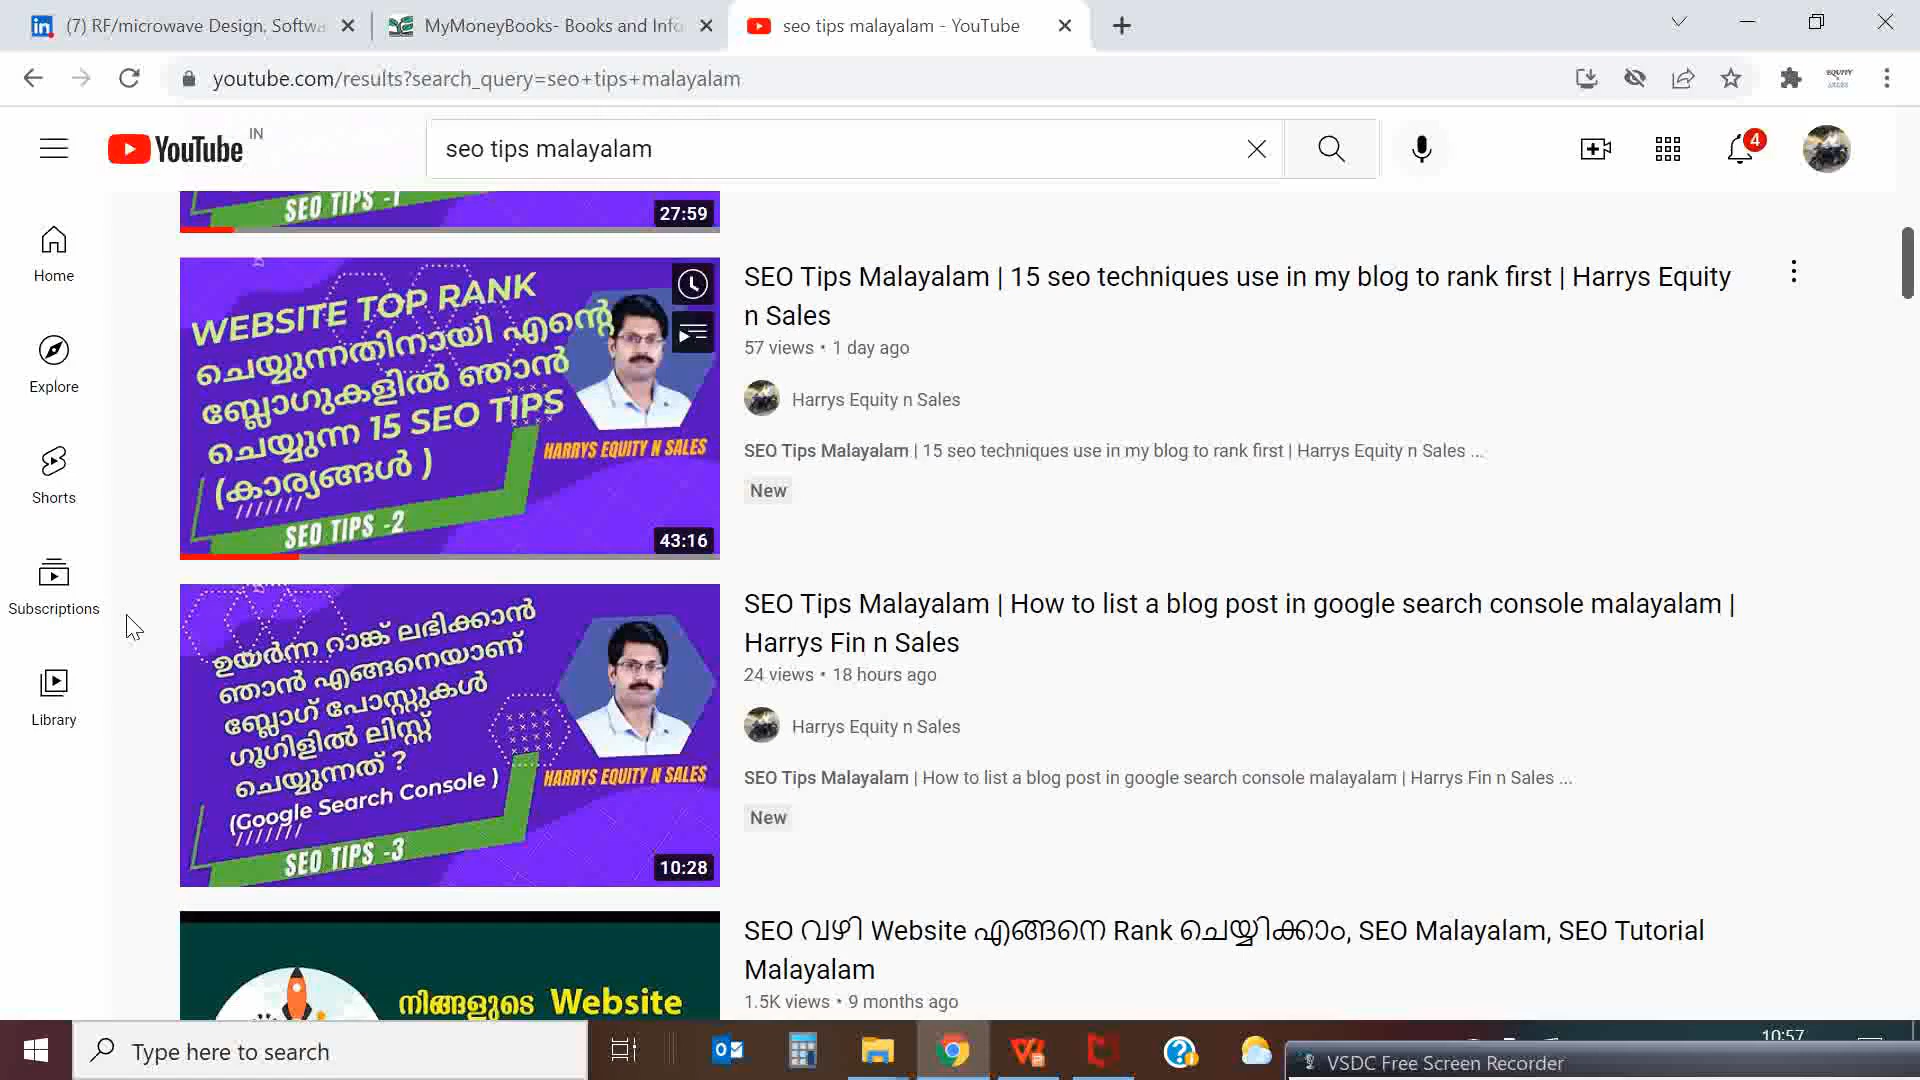 (7) RF/microwave Design, Softwa
MyMoneyBooks- Books and Info
seo tips malayalam - YouTube
youtube.com/results?search_query=seo+tips+malayalam
YouTube IN
seo tips malayalam
4
Home
Explore
Shorts
Subscriptions
Library
SEO TIPS -1
27:59
WEBSITE TOP RANK
ചെയ്യുന്നതിനായി എന്റെ
ബ്ലോഗുകളിൽ ഞാൻ
ചെയ്യുന്ന 15 SEO TIPS
(കാര്യങ്ങൾ )
HARRYS EQUITY N SALES
SEO TIPS -2
43:16
SEO Tips Malayalam | 15 seo techniques use in my blog to rank first | Harrys Equity
n Sales
57 views • 1 day ago
Harrys Equity n Sales
SEO Tips Malayalam | 15 seo techniques use in my blog to rank first | Harrys Equity n Sales ...
New
ഉയർന്ന റാങ്ക് ലഭിക്കാൻ
ഞാൻ എങ്ങനെയാണ്
ബ്ലോഗ് പോസ്റ്റുകൾ
ഗൂഗിളിൽ ലിസ്റ്റ്
ചെയ്യുന്നത് ?
(Google Search Console )
HARRYS EQUITY N SALES
SEO TIPS -3
10:28
SEO Tips Malayalam | How to list a blog post in google search console malayalam |
Harrys Fin n Sales
24 views • 18 hours ago
Harrys Equity n Sales
SEO Tips Malayalam | How to list a blog post in google search console malayalam | Harrys Fin n Sales ...
New
നിങ്ങളുടെ Website
SEO വഴി Website എങ്ങനെ Rank ചെയ്യിക്കാം, SEO Malayalam, SEO Tutorial
Malayalam
1.5K views • 9 months ago
Type here to search
10:57
VSDC Free Screen Recorder